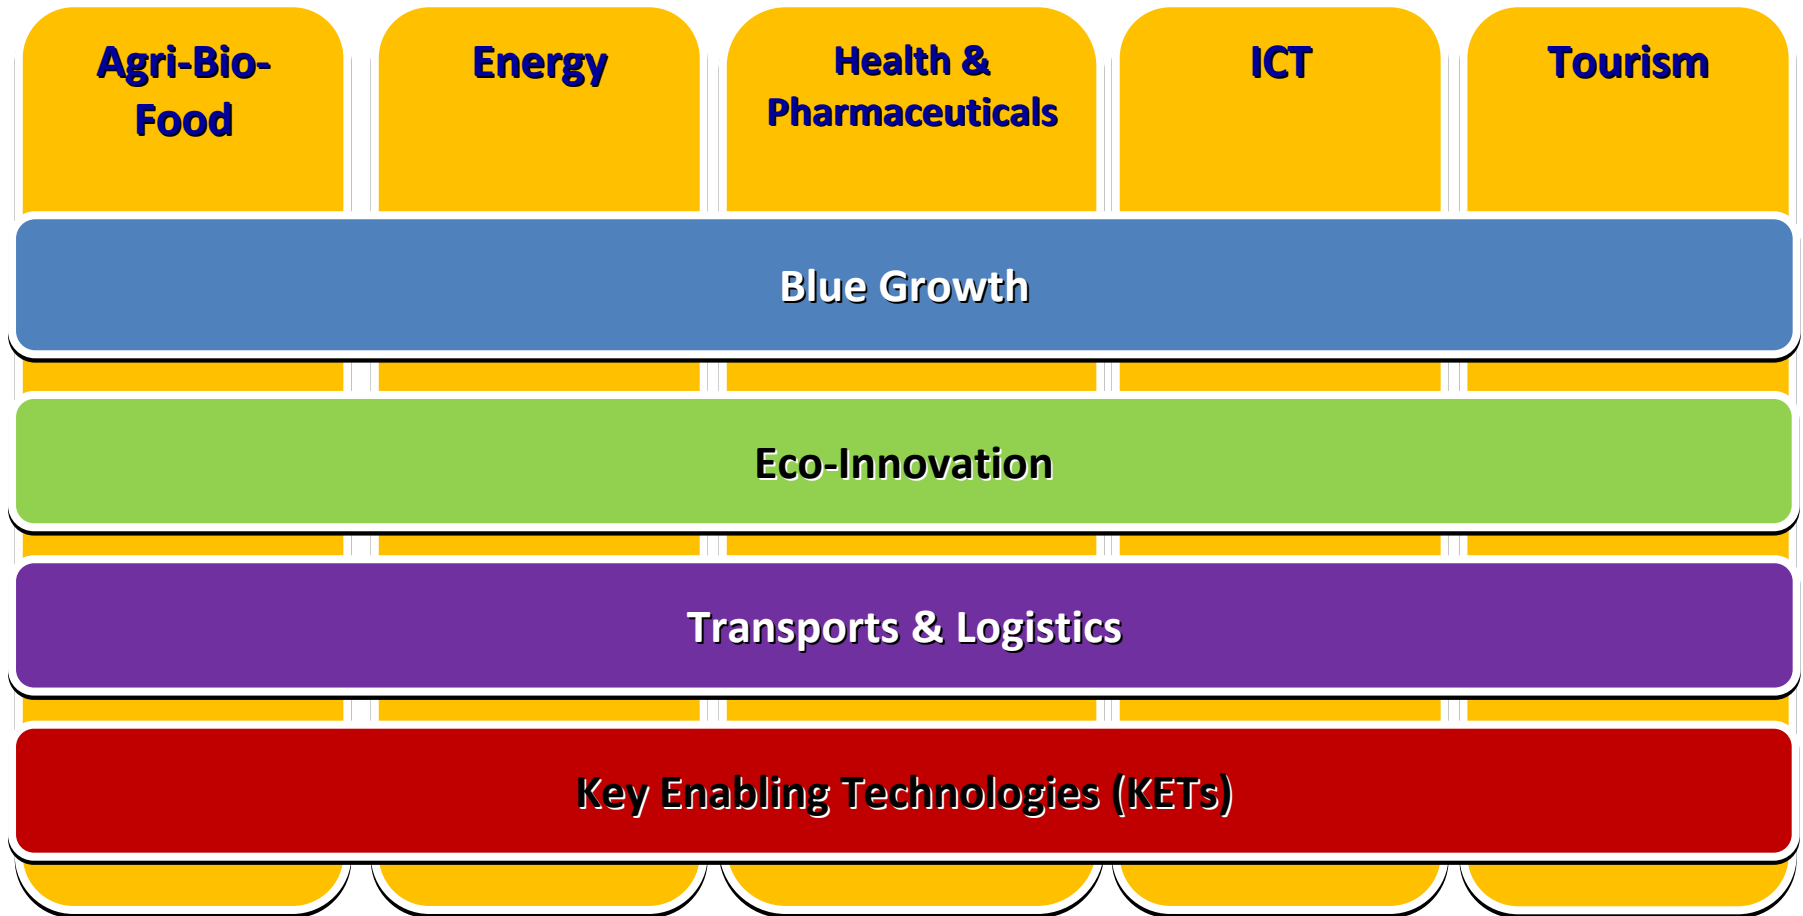 Agri-Bio-
Food
Energy
Health &
Pharmaceuticals
ICT
Tourism
Blue Growth
Eco-Innovation
Transports & Logistics
Key Enabling Technologies (KETs)